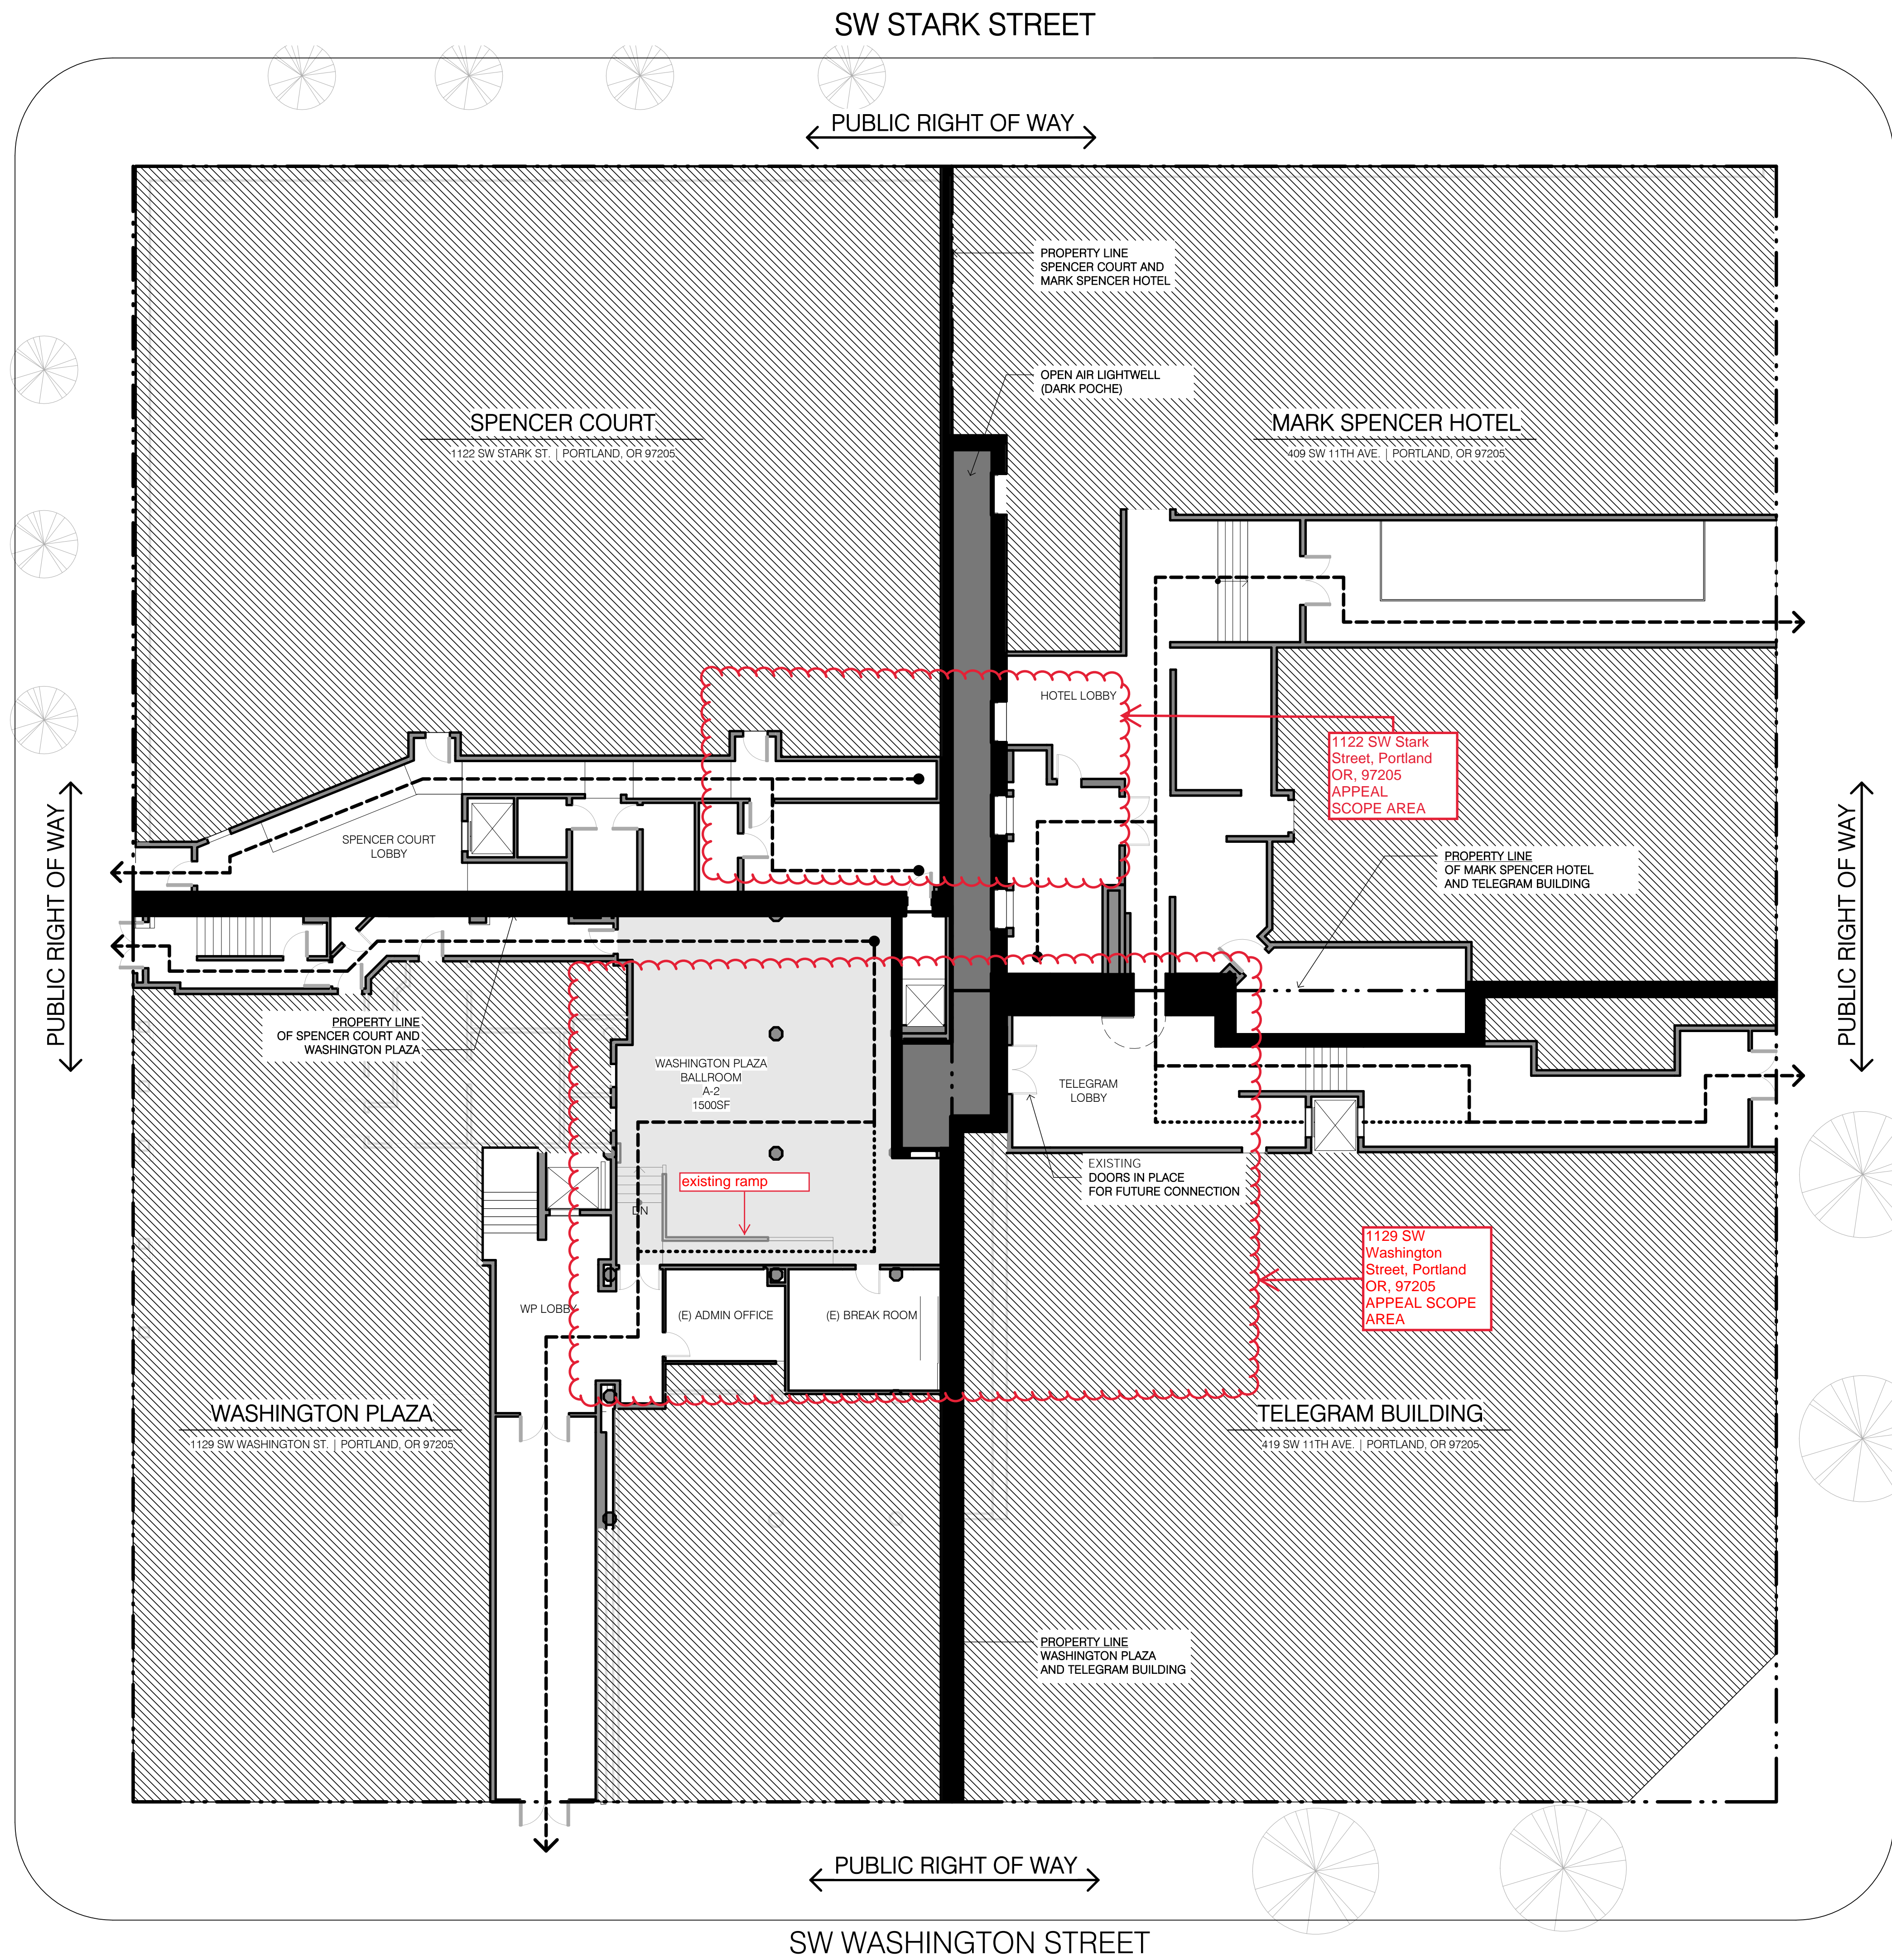 SW STARK STREET
PUBLIC RIGHT OF WAY
PROPERTY LINE
SPENCER COURT AND
MARK SPENCER HOTEL
OPEN AIR LIGHTWELL
(DARK POCHE)
SPENCER COURT
1122 SW STARK ST. | PORTLAND, OR 97205
MARK SPENCER HOTEL
409 SW 11TH AVE. | PORTLAND, OR 97205
HOTEL LOBBY
1122 SW Stark
Street, Portland
OR, 97205
APPEAL
SCOPE AREA
SPENCER COURT
LOBBY
PROPERTY LINE
OF MARK SPENCER HOTEL
AND TELEGRAM BUILDING
PUBLIC RIGHT OF WAY
PUBLIC RIGHT OF WAY
PROPERTY LINE
OF SPENCER COURT AND
WASHINGTON PLAZA
WASHINGTON PLAZA
BALLROOM
A-2
1500SF
TELEGRAM
LOBBY
EXISTING
DOORS IN PLACE
FOR FUTURE CONNECTION
existing ramp
DN
1129 SW
Washington
Street, Portland
OR, 97205
APPEAL SCOPE
AREA
WP LOBBY
(E) ADMIN OFFICE
(E) BREAK ROOM
WASHINGTON PLAZA
1129 SW WASHINGTON ST. | PORTLAND, OR 97205
TELEGRAM BUILDING
419 SW 11TH AVE. | PORTLAND, OR 97205
PROPERTY LINE
WASHINGTON PLAZA
AND TELEGRAM BUILDING
PUBLIC RIGHT OF WAY
SW WASHINGTON STREET